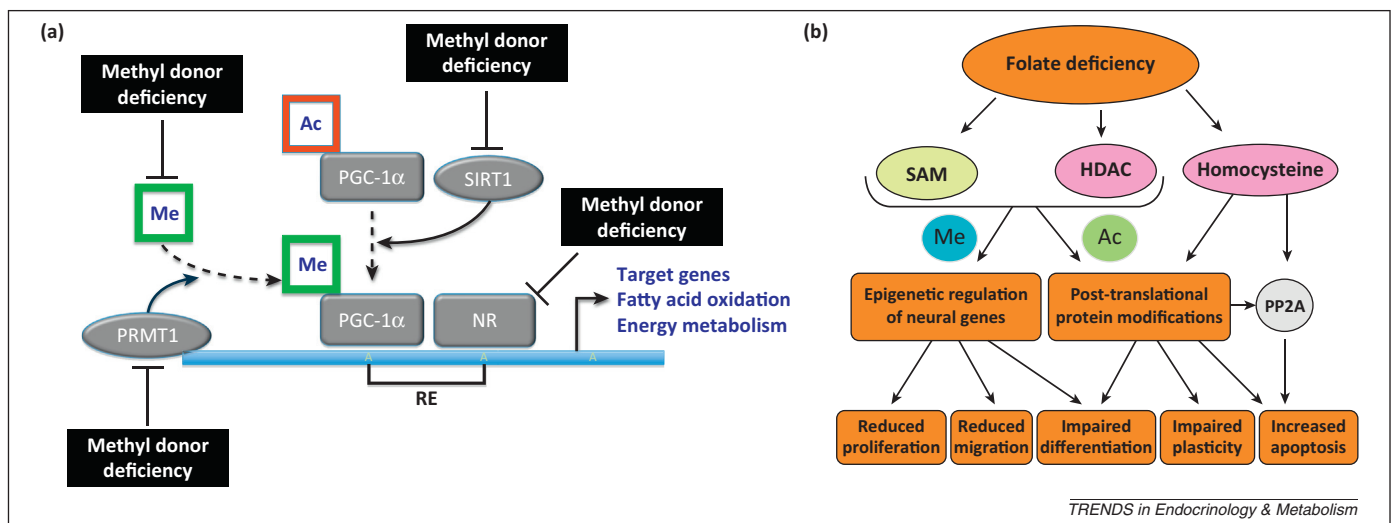 (a)
Methyl donor
deficiency
Methyl donor
deficiency
Ac
PGC-1α
SIRT1
Me
Methyl donor
deficiency
Me
Target genes
Fatty acid oxidation
Energy metabolism
PRMT1
PGC-1α
NR
A
A
A
RE
Methyl donor
deficiency
(b)
Folate deficiency
SAM
HDAC
Homocysteine
Me
Ac
Epigenetic regulation
of neural genes
Post-translational
protein modifications
PP2A
Reduced
proliferation
Reduced
migration
Impaired
differentiation
Impaired
plasticity
Increased
apoptosis
TRENDS in Endocrinology & Metabolism